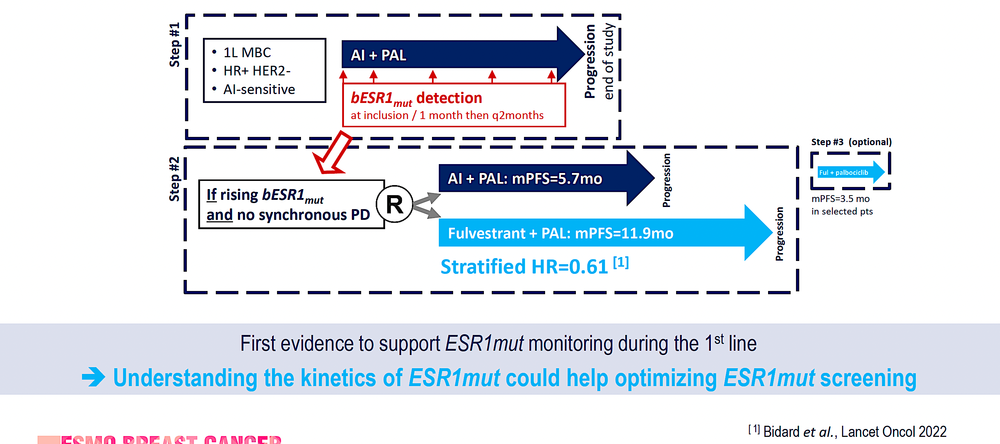 Step #1
• 1L MBC
• HR+ HER2-
• AI-sensitive
AI + PAL
Progression
end of study
bESR1mut detection
at inclusion / 1 month then q2months
Step #2
If rising bESR1mut
and no synchronous PD
R
AI + PAL: mPFS=5.7mo
Progression
Fulvestrant + PAL: mPFS=11.9mo
Progression
Stratified HR=0.61 [1]
Step #3 (optional)
Ful + palbociclib
mPFS=3.5 mo
in selected pts
First evidence to support ESR1mut monitoring during the 1st line
➔ Understanding the kinetics of ESR1mut could help optimizing ESR1mut screening
[1] Bidard et al., Lancet Oncol 2022
ESMO BREAST CANCER